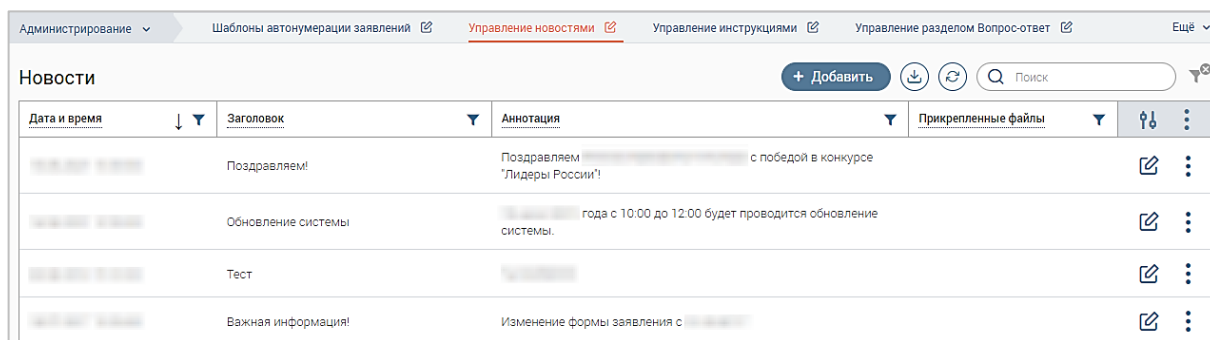 Администрирование Шаблоны автонумерации заявлений Управление новостями Управление инструкциями Управление разделом Вопрос-ответ Ещё
Новости + Добавить Поиск
Дата и время Заголовок Аннотация Прикрепленные файлы
Поздравляем! Поздравляем с победой в конкурсе
"Лидеры России"!
Обновление системы года с 10:00 до 12:00 будет проводится обновление
системы.
Тест
Важная информация! Изменение формы заявления с